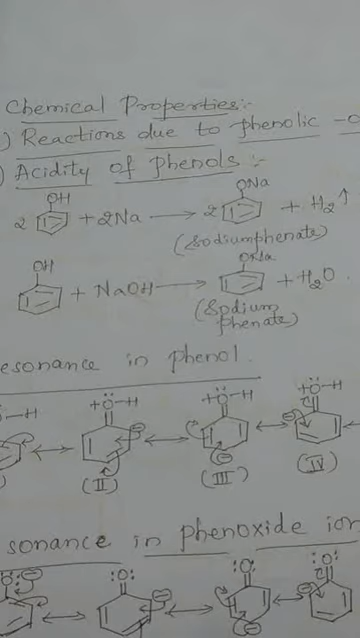 Chemical Properties:-
) Reactions due to phenolic -O
) Acidity of phenols :-
OH ONa
2 + 2Na → 2 + H2↑
(Sodiumphenate)
OH ONa
+ NaOH → + H2O.
(Sodium
phenate)
esonance in phenol.
-H +Ö-H +Ö-H +Ö-H
(II) (III) (IV)
sonance in phenoxide ion
:Ö: :O: :O: :O: